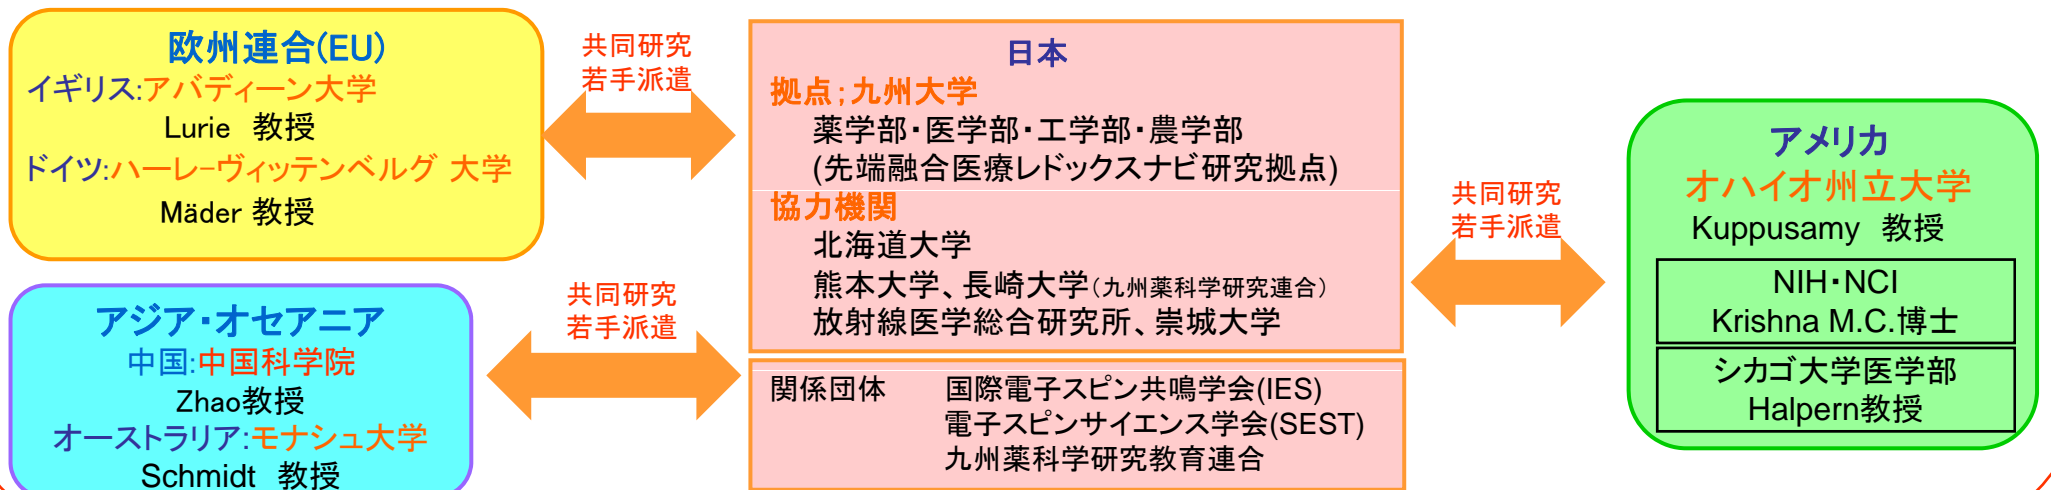 欧州連合(EU)
イギリス:アバディーン大学
Lurie 教授
ドイツ:ハーレ-ヴィッテンベルグ 大学
Mäder 教授
アジア・オセアニア
中国:中国科学院
Zhao教授
オーストラリア:モナシュ大学
Schmidt 教授
共同研究
若手派遣
共同研究
若手派遣
日本
拠点;九州大学
薬学部・医学部・工学部・農学部
(先端融合医療レドックスナビ研究拠点)
協力機関
北海道大学
熊本大学、長崎大学(九州薬科学研究連合)
放射線医学総合研究所、崇城大学
関係団体 国際電子スピン共鳴学会(IES)
電子スピンサイエンス学会(SEST)
九州薬科学研究教育連合
共同研究
若手派遣
アメリカ
オハイオ州立大学
Kuppusamy 教授
NIH・NCI
Krishna M.C.博士
シカゴ大学医学部
Halpern教授